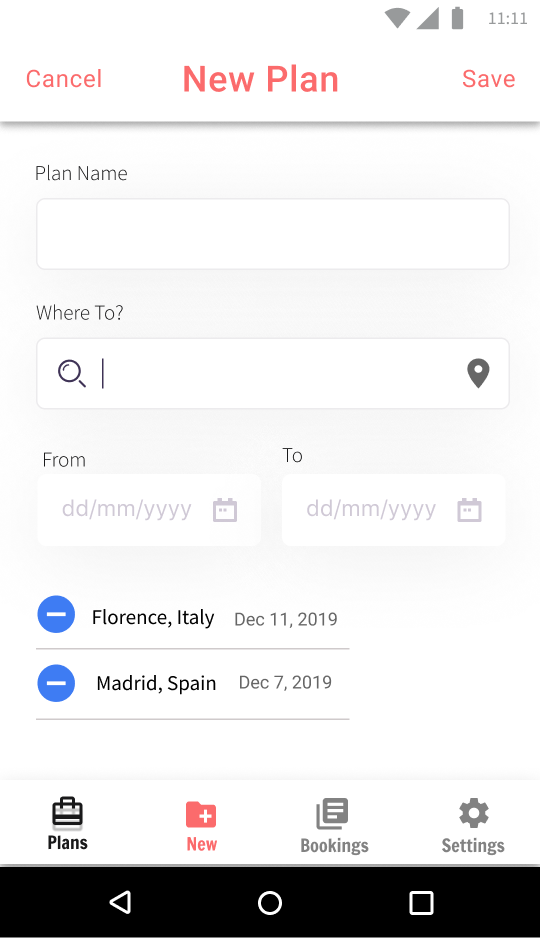 11:11
Cancel New Plan Save
Plan Name
Where To?
From To
dd/mm/yyyy dd/mm/yyyy
Florence, Italy Dec 11, 2019
Madrid, Spain Dec 7, 2019
Plans New Bookings Settings